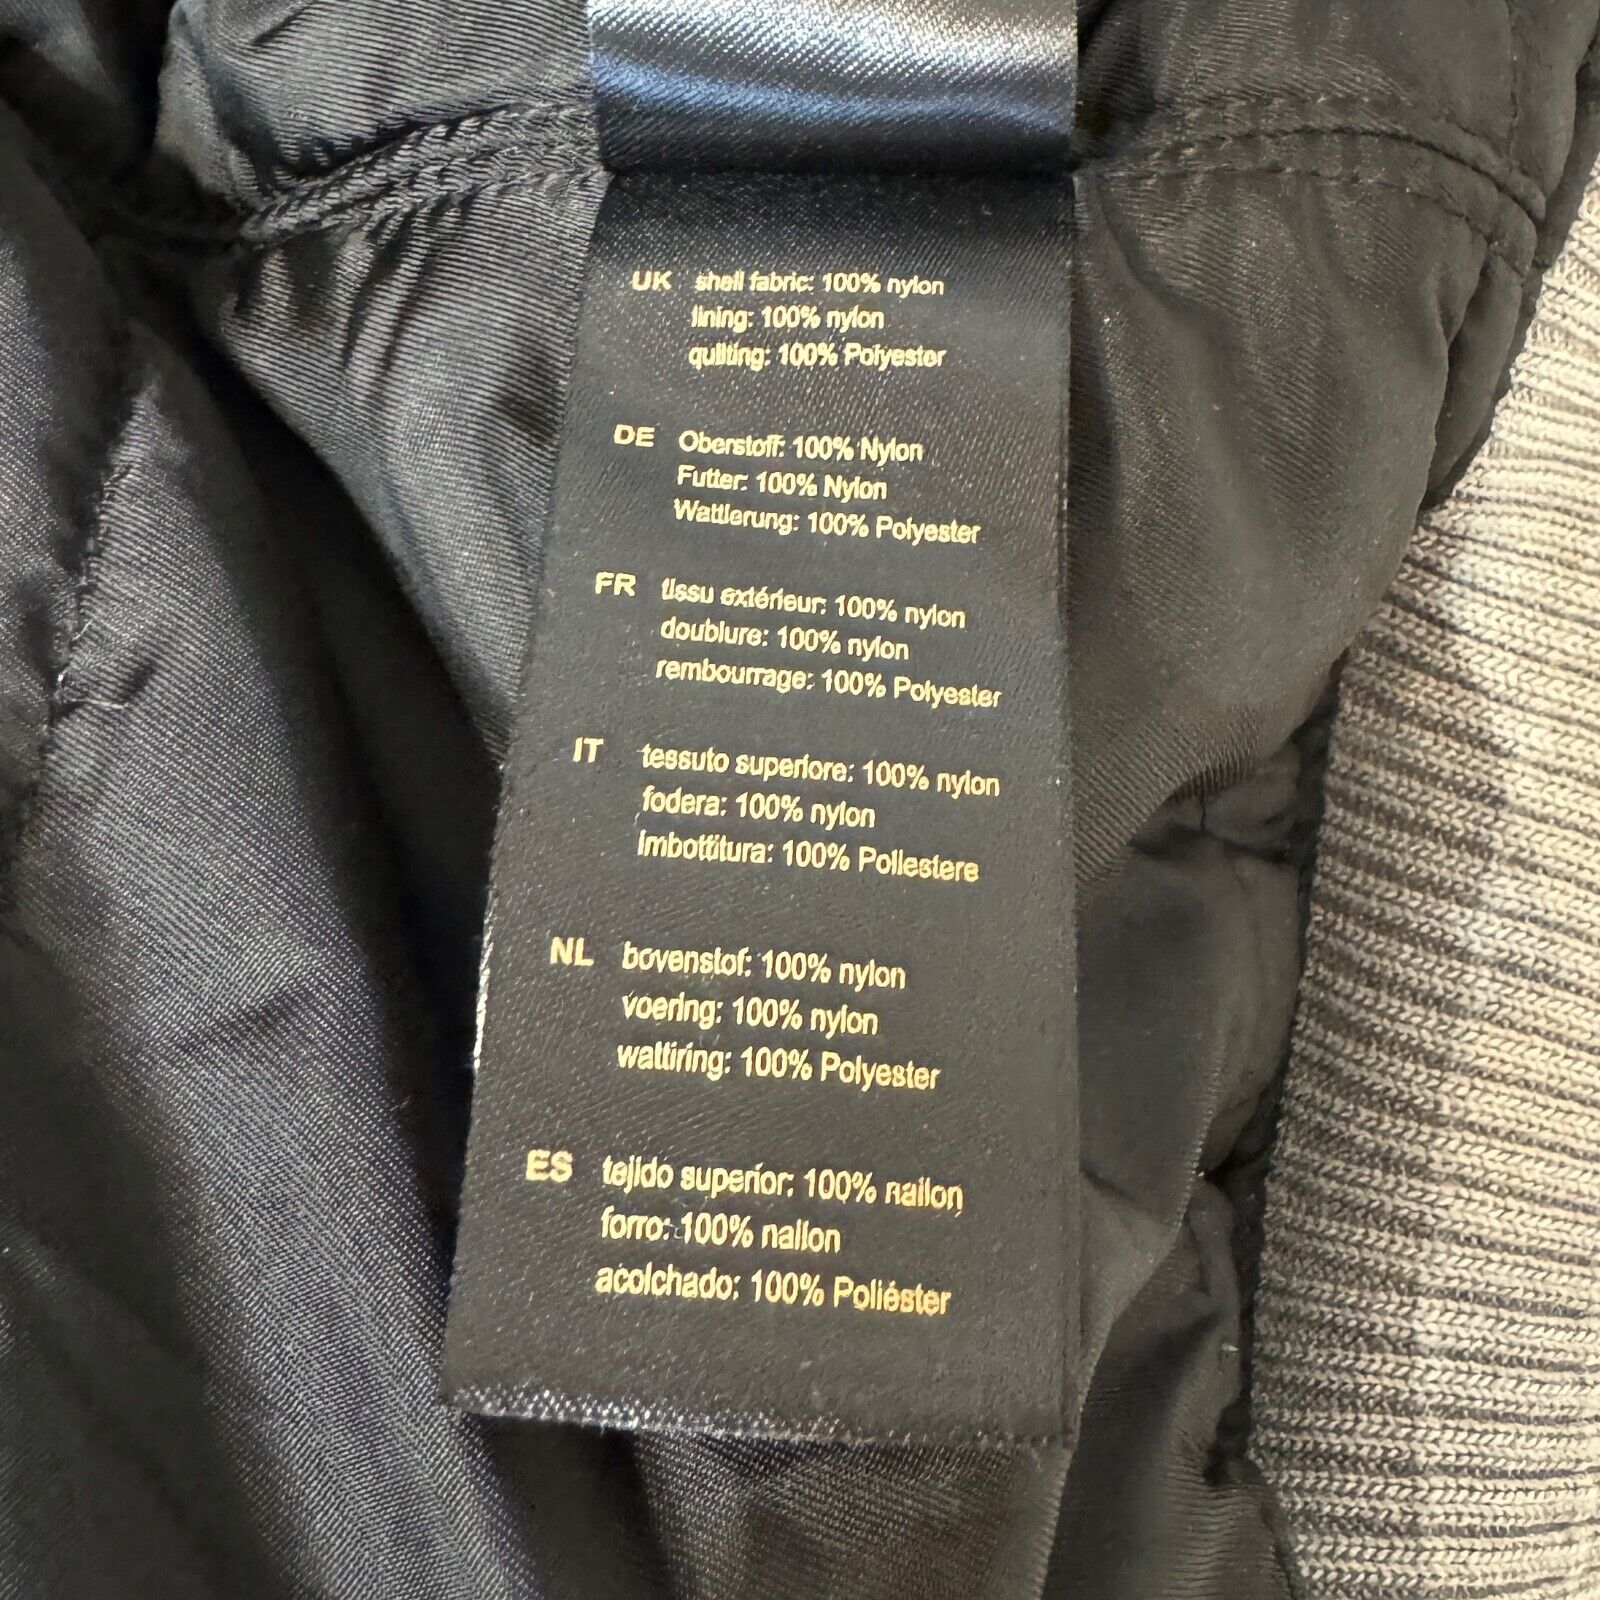 UK shell fabric: 100% nylon
lining: 100% nylon
quilting: 100% Polyester
DE Oberstoff: 100% Nylon
Futter: 100% Nylon
Wattierung: 100% Polyester
FR tissu extérieur: 100% nylon
doublure: 100% nylon
rembourrage: 100% Polyester
IT tessuto superiore: 100% nylon
fodera: 100% nylon
imbottitura: 100% Poliestere
NL bovenstof: 100% nylon
voering: 100% nylon
wattiring: 100% Polyester
ES tejido superior: 100% nailon
forro: 100% nailon
acolchado: 100% Poliéster